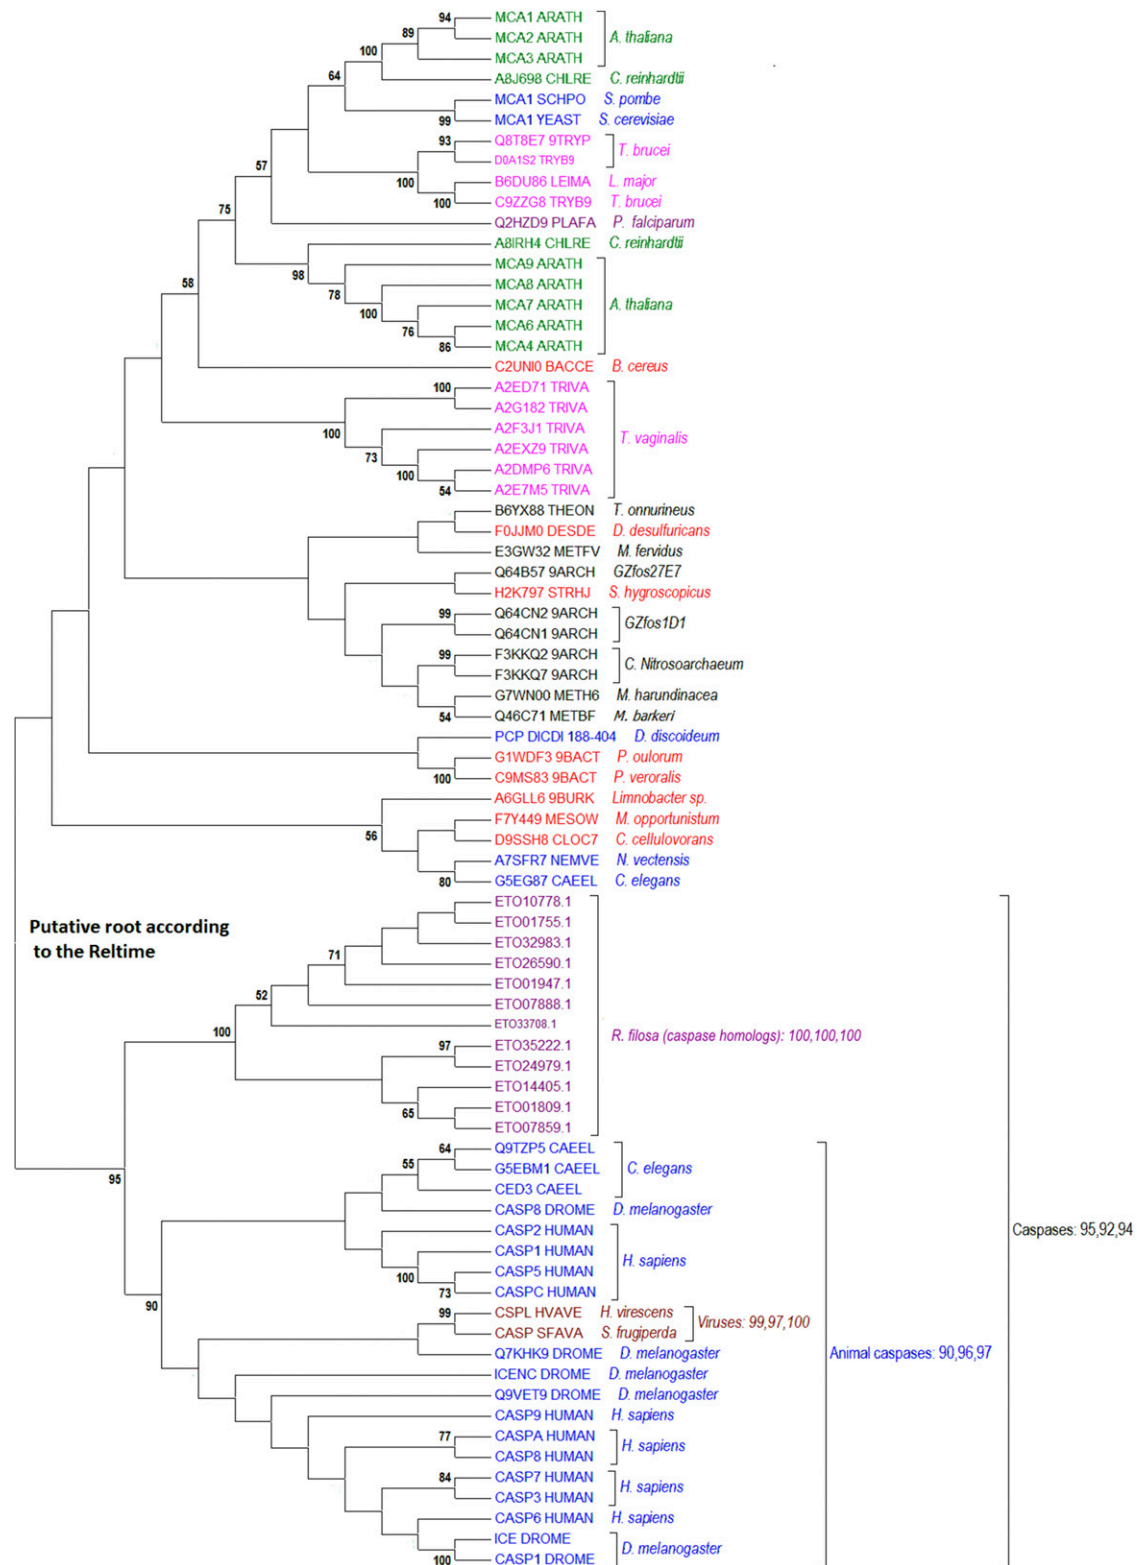 94 MCA1 ARATH
89 MCA2 ARATH A. thaliana
100 MCA3 ARATH
64 A8J698 CHLRE C. reinhardtii
MCA1 SCHPO S. pombe
99 MCA1 YEAST S. cerevisiae
93 Q8T8E7 9TRYP
D0A1S2 TRYB9 T. brucei
57 100 B6DU86 LEIMA L. major
100 C9ZZG8 TRYB9 T. brucei
75 Q2HZD9 PLAFA P. falciparum
A8IRH4 CHLRE C. reinhardtii
98 MCA9 ARATH
58 78 MCA8 ARATH
100 MCA7 ARATH A. thaliana
76 MCA6 ARATH
86 MCA4 ARATH
C2UNI0 BACCE B. cereus
100 A2ED71 TRIVA
A2G182 TRIVA
100 A2F3J1 TRIVA T. vaginalis
73 A2EXZ9 TRIVA
100 A2DMP6 TRIVA
54 A2E7M5 TRIVA
B6YX88 THEON T. onnurineus
F0JJM0 DESDE D. desulfuricans
E3GW32 METFV M. fervidus
Q64B57 9ARCH GZfos27E7
H2K797 STRHJ S. hygroscopicus
99 Q64CN2 9ARCH
Q64CN1 9ARCH GZfos1D1
99 F3KKQ2 9ARCH
F3KKQ7 9ARCH C. Nitrosoarchaeum
G7WN00 METH6 M. harundinacea
54 Q46C71 METBF M. barkeri
PCP DICDI 188-404 D. discoideum
G1WDF3 9BACT P. oulorum
100 C9MS83 9BACT P. veroralis
A6GLL6 9BURK Limnobacter sp.
56 F7Y449 MESOW M. opportunistum
D9SSH8 CLOC7 C. cellulovorans
A7SFR7 NEMVE N. vectensis
80 G5EG87 CAEEL C. elegans
ETO10778.1
Putative root according
ETO01755.1
to the Reltime
ETO32983.1
71 ETO26590.1
ETO01947.1
52 ETO07888.1
ETO33708.1
100 R. filosa (caspase homologs): 100,100,100
97 ETO35222.1
ETO24979.1
ETO14405.1
65 ETO01809.1
ETO07859.1
64 Q9TZP5 CAEEL
55 G5EBM1 CAEEL C. elegans
95 CED3 CAEEL
CASP8 DROME D. melanogaster
CASP2 HUMAN Caspases: 95,92,94
CASP1 HUMAN H. sapiens
100 CASP5 HUMAN
73 CASPC HUMAN
90 99 CSPL HVAVE H. virescens
Viruses: 99,97,100
CASP SFAVA S. frugiperda
Q7KHK9 DROME D. melanogaster Animal caspases: 90,96,97
ICENC DROME D. melanogaster
Q9VET9 DROME D. melanogaster
CASP9 HUMAN H. sapiens
77 CASPA HUMAN
CASP8 HUMAN H. sapiens
84 CASP7 HUMAN
CASP3 HUMAN H. sapiens
CASP6 HUMAN H. sapiens
ICE DROME
100 CASP1 DROME D. melanogaster